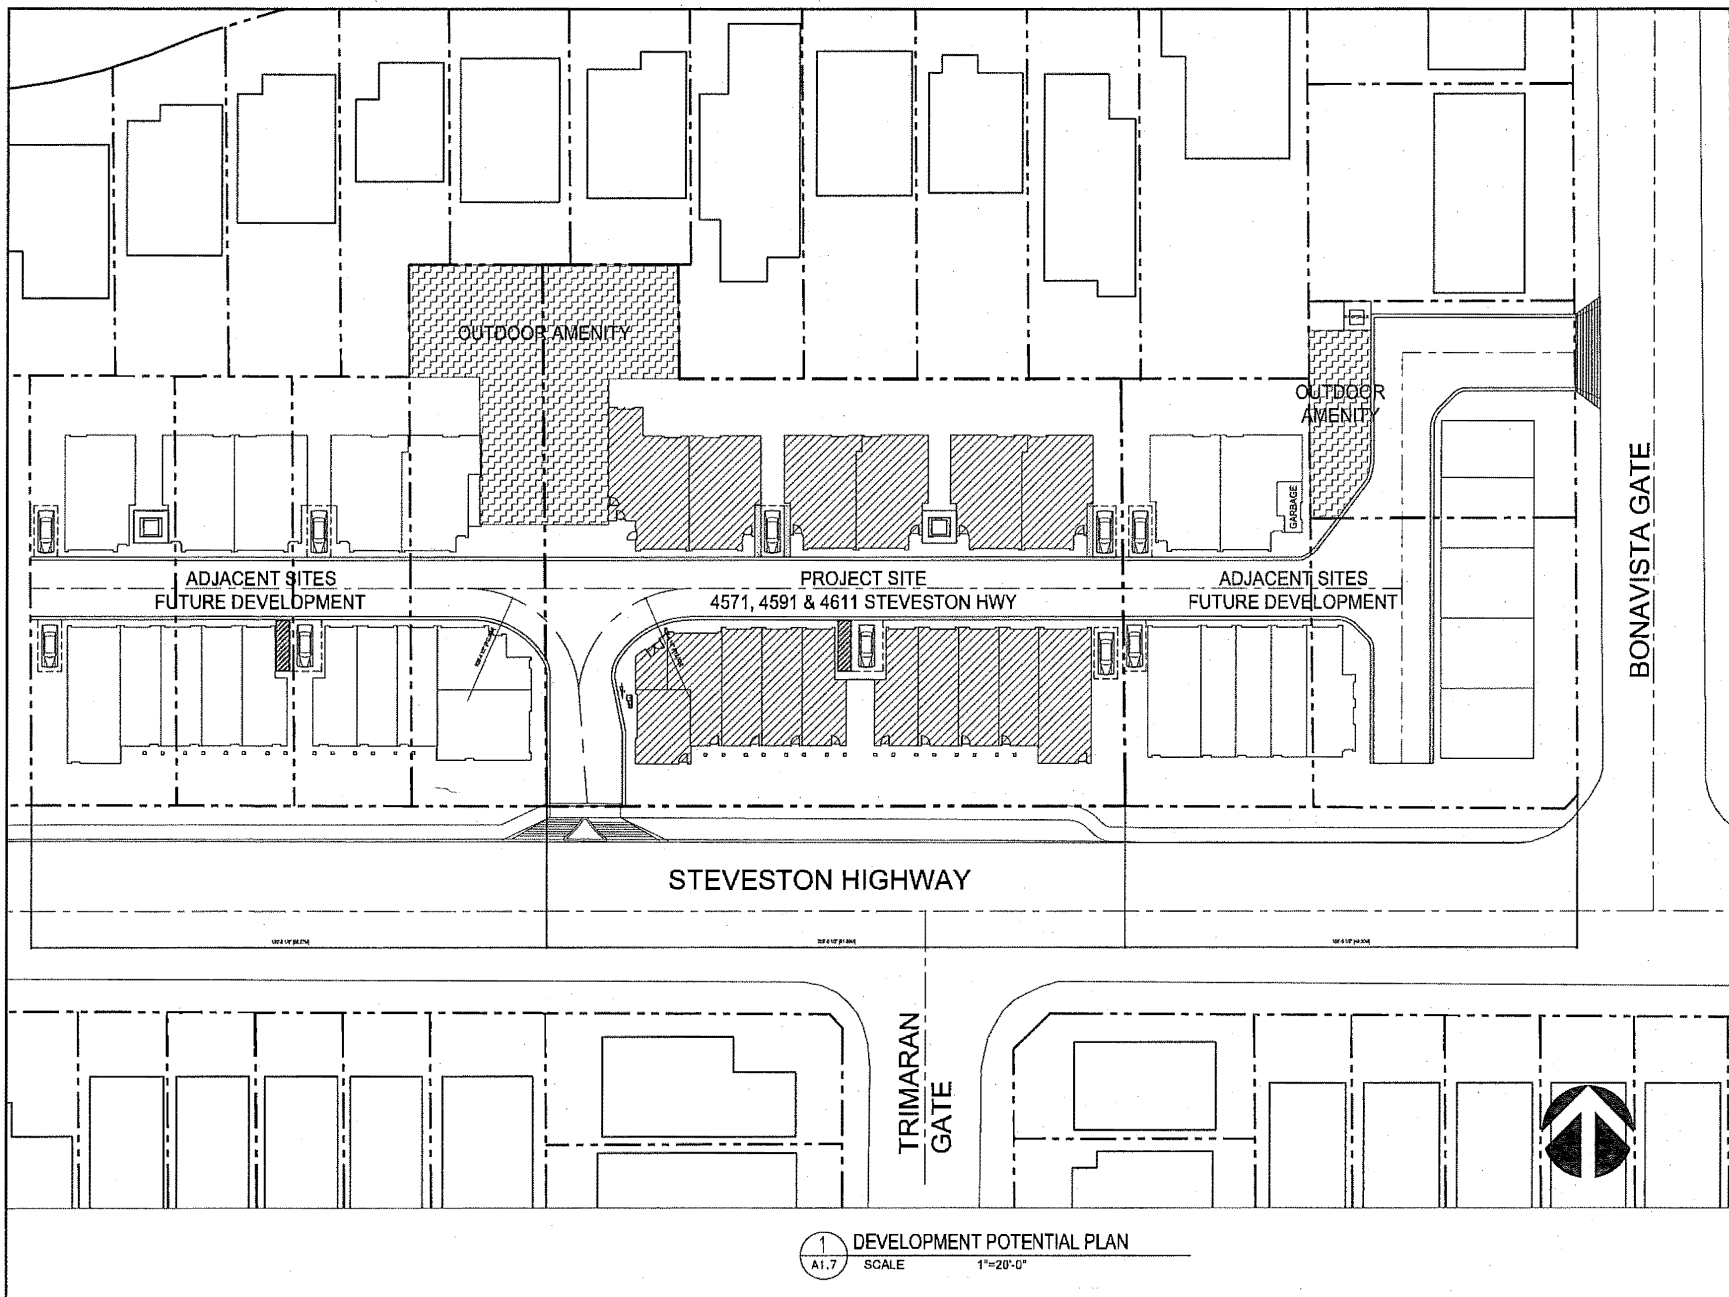 OUTDOOR AMENITY
OUTDOOR
AMENITY
GARBAGE
ADJACENT SITES
FUTURE DEVELOPMENT
PROJECT SITE
4571, 4591 & 4611 STEVESTON HWY
ADJACENT SITES
FUTURE DEVELOPMENT
BONAVISTA GATE
STEVESTON HIGHWAY
TRIMARAN
GATE
1
A1.7
DEVELOPMENT POTENTIAL PLAN
SCALE 1"=20'-0"